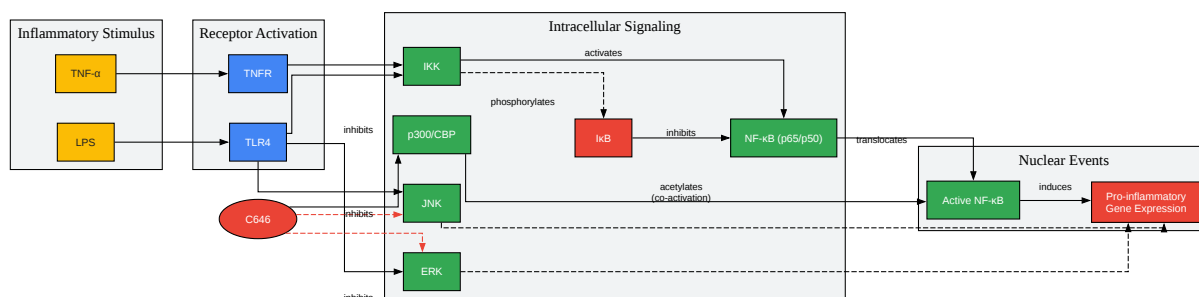 Inflammatory Stimulus
TNF-α
LPS
Receptor Activation
TNFR
TLR4
C646
inhibits
inhibits
inhibits
Intracellular Signaling
IKK
p300/CBP
JNK
ERK
activates
phosphorylates
IκB
inhibits
NF-κB (p65/p50)
translocates
acetylates
(co-activation)
Nuclear Events
Active NF-κB
induces
Pro-inflammatory
Gene Expression